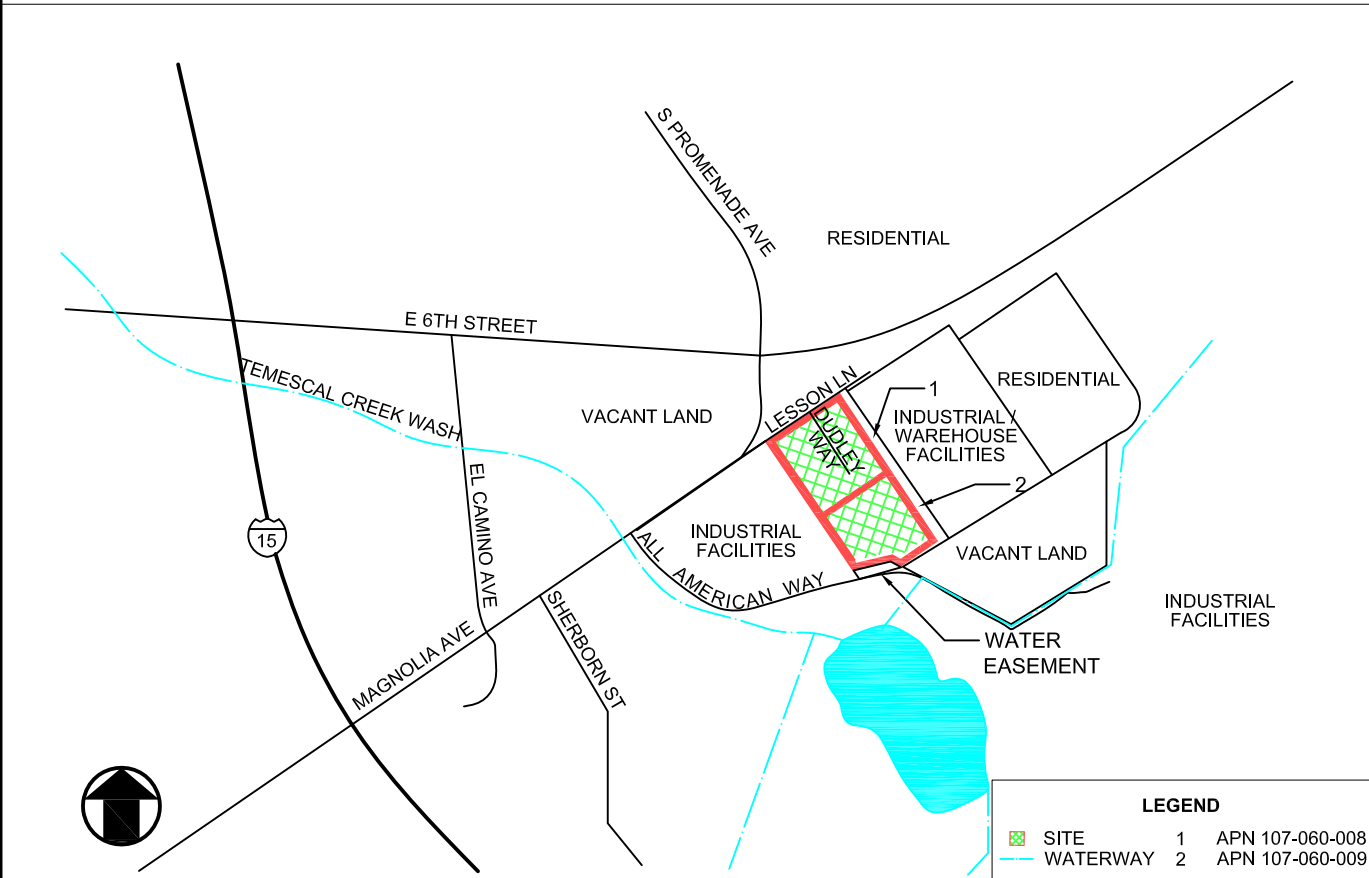 S PROMENADE AVE
RESIDENTIAL
E 6TH STREET
TEMESCAL CREEK WASH
VACANT LAND
LESSON LN
DUDLEY
WAY
1
RESIDENTIAL
INDUSTRIAL/
WAREHOUSE
FACILITIES
2
EL CAMINO AVE
15
INDUSTRIAL
FACILITIES
ALL AMERICAN WAY
VACANT LAND
INDUSTRIAL
FACILITIES
MAGNOLIA AVE
SHERBORN ST
WATER
EASEMENT
LEGEND
SITE 1 APN 107-060-008
WATERWAY 2 APN 107-060-009